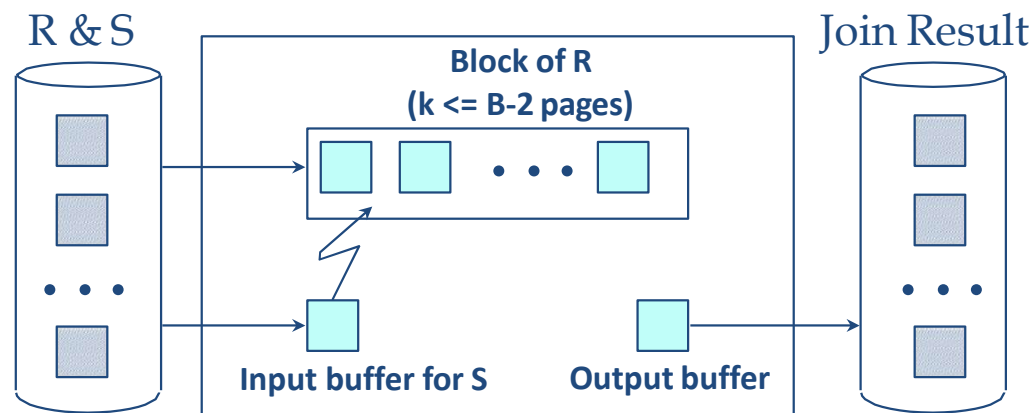 R & S
Join Result
Block of R
(k <= B-2 pages)
• • •
• • •
• • •
Input buffer for S
Output buffer